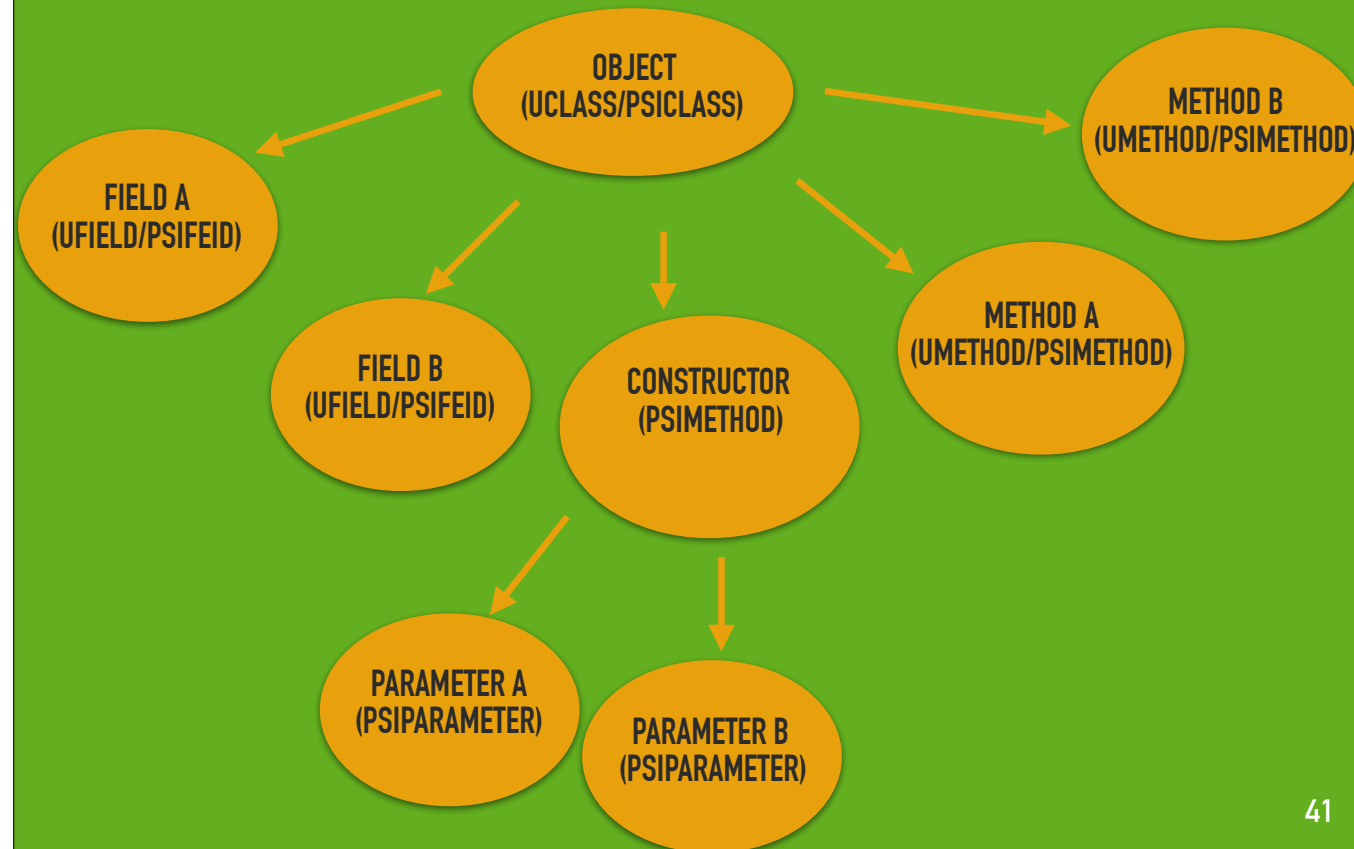 OBJECT
(UCLASS/PSICLASS)
METHOD B
(UMETHOD/PSIMETHOD)
FIELD A
(UFIELD/PSIFEID)
METHOD A
(UMETHOD/PSIMETHOD)
FIELD B
(UFIELD/PSIFEID)
CONSTRUCTOR
(PSIMETHOD)
PARAMETER A
(PSIPARAMETER)
PARAMETER B
(PSIPARAMETER)
41